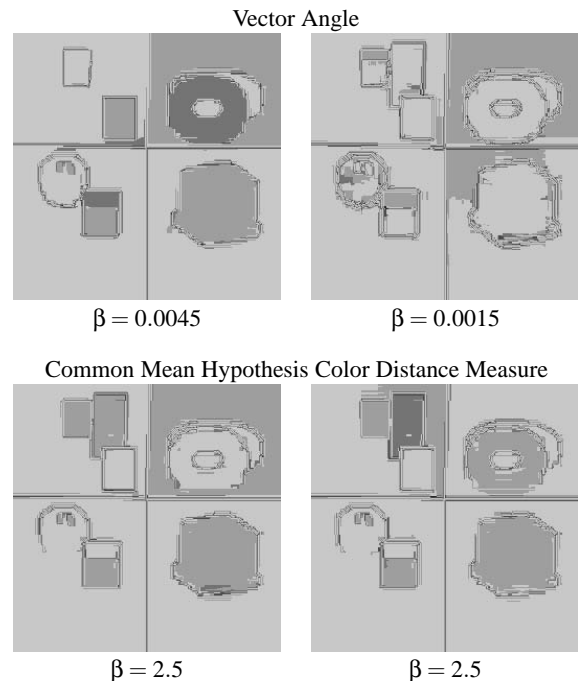 Vector Angle
β = 0.0045
β = 0.0015
Common Mean Hypothesis Color Distance Measure
β = 2.5
β = 2.5